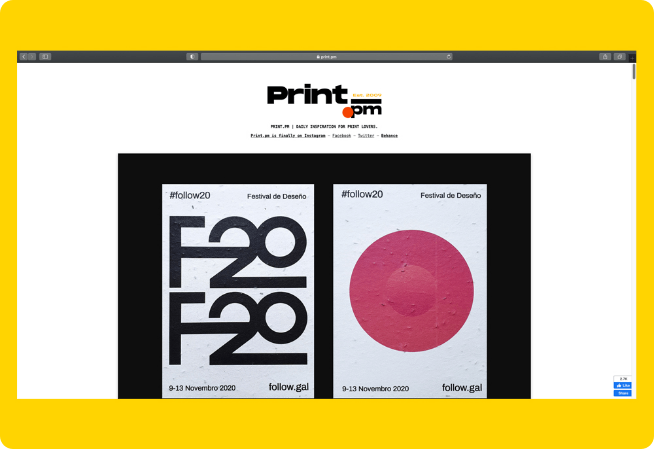 print.pm
Print
Est. 2009
.pm
PRINT.PM | DAILY INSPIRATION FOR PRINT LOVERS.
Print.pm is finally on Instagram - Facebook - Twitter - Behance
#follow20 Festival de Deseño
F20
F20
9-13 Novembro 2020 follow.gal
#follow20 Festival de Deseño
9-13 Novembro 2020 follow.gal
Like
Share